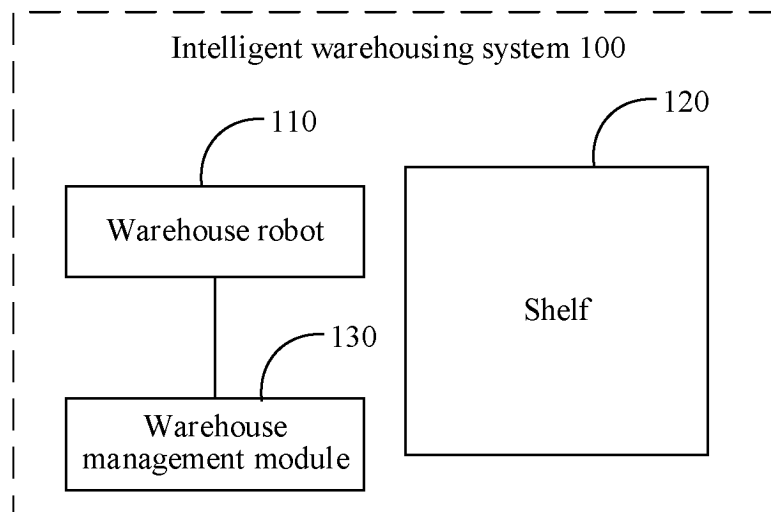 Intelligent warehousing system 100
110
120
Warehouse robot
Shelf
130
Warehouse
management module